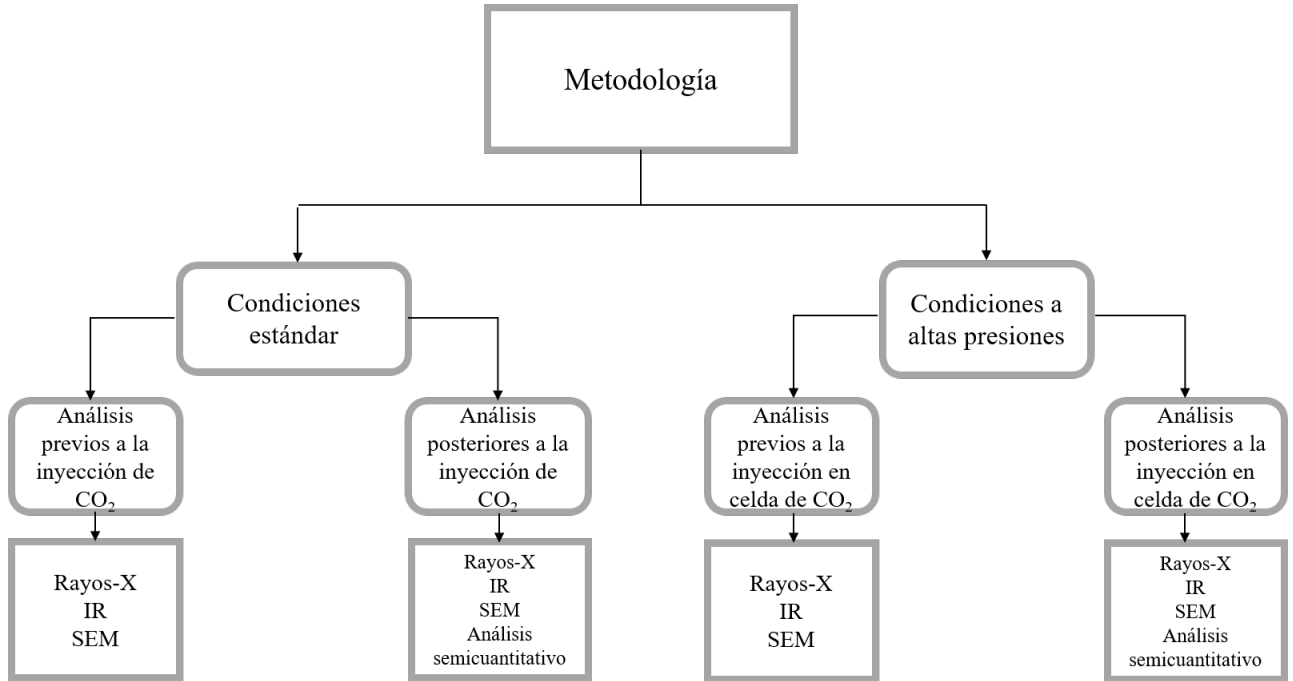 Metodología
Condiciones
estándar
Condiciones a
altas presiones
Análisis
previos a la
inyección de
CO₂
Análisis
posteriores a la
inyección de
CO₂
Análisis
previos a la
inyección en
celda de CO₂
Análisis
posteriores a la
inyección en
celda de CO₂
Rayos-X
IR
SEM
Rayos-X
IR
SEM
Análisis
semicuantitativo
Rayos-X
IR
SEM
Rayos-X
IR
SEM
Análisis
semicuantitativo